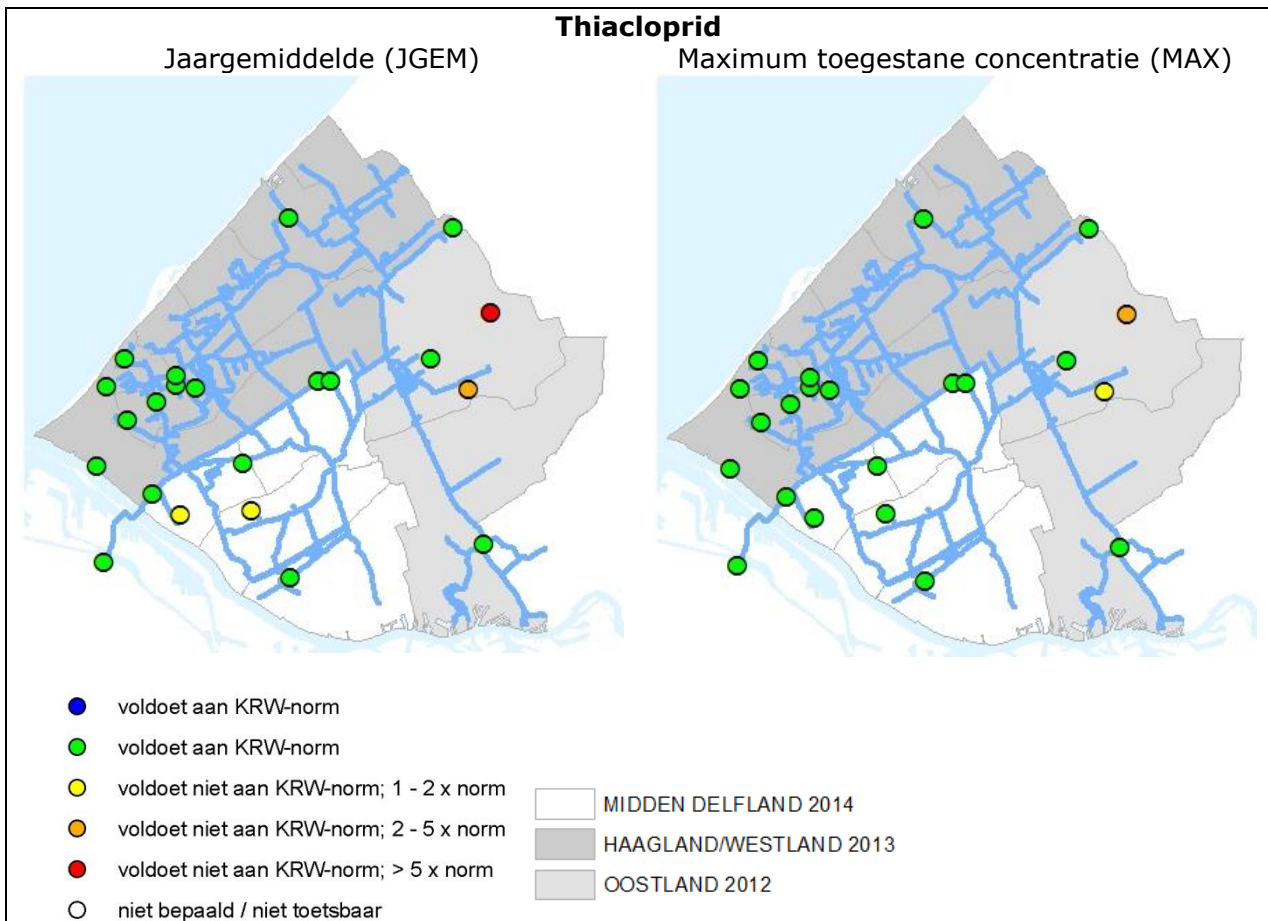 Thiacloprid
Jaargemiddelde (JGEM)
Maximum toegestane concentratie (MAX)
voldoet aan KRW-norm
voldoet aan KRW-norm
voldoet niet aan KRW-norm; 1 - 2 x norm
voldoet niet aan KRW-norm; 2 - 5 x norm
voldoet niet aan KRW-norm; > 5 x norm
niet bepaald / niet toetsbaar
MIDDEN DELFLAND 2014
HAAGLAND/WESTLAND 2013
OOSTLAND 2012